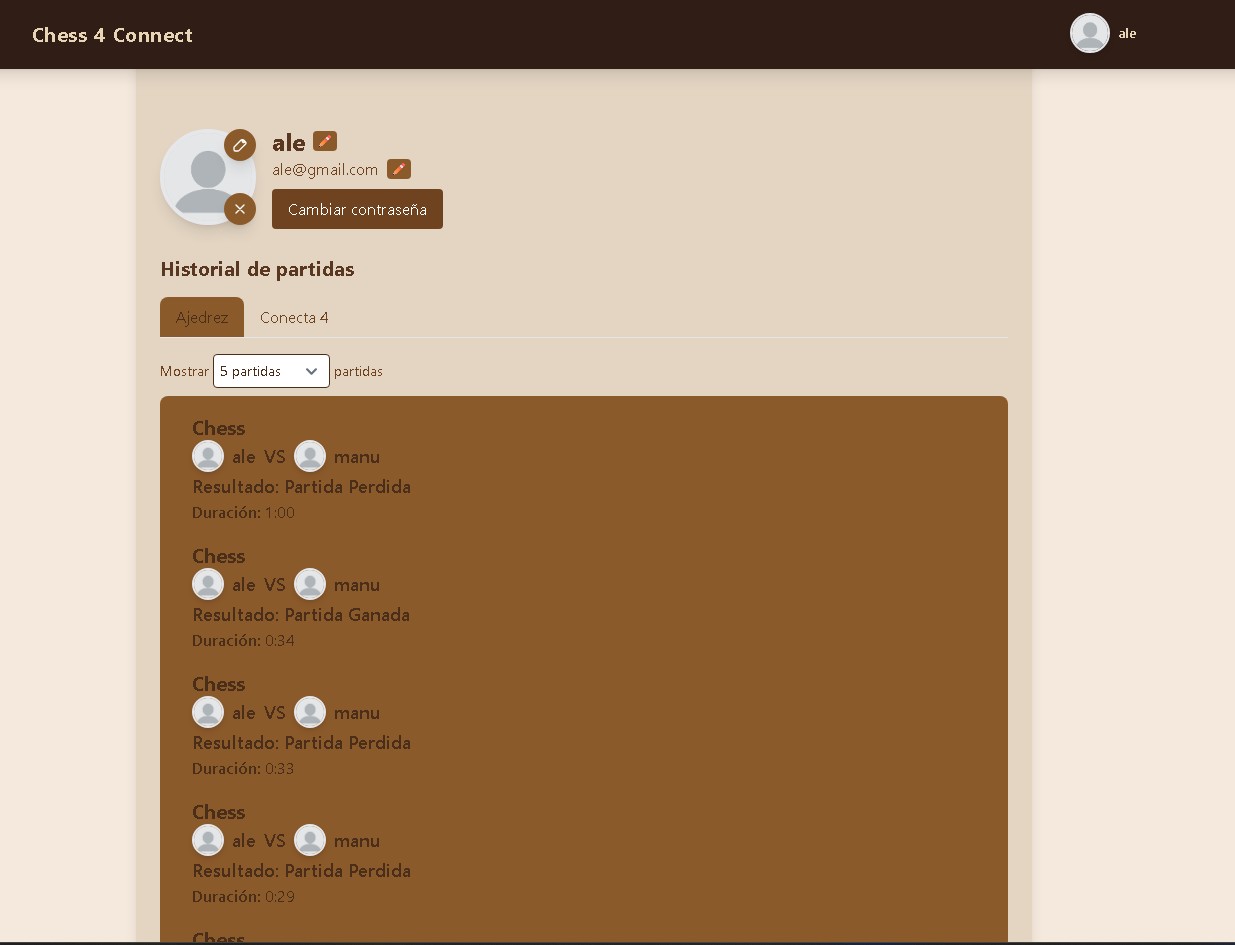 Chess 4 Connect
ale
ale
ale@gmail.com
Cambiar contraseña
Historial de partidas
Ajedrez Conecta 4
Mostrar 5 partidas partidas
Chess
ale VS manu
Resultado: Partida Perdida
Duración: 1:00
Chess
ale VS manu
Resultado: Partida Ganada
Duración: 0:34
Chess
ale VS manu
Resultado: Partida Perdida
Duración: 0:33
Chess
ale VS manu
Resultado: Partida Perdida
Duración: 0:29
Chess